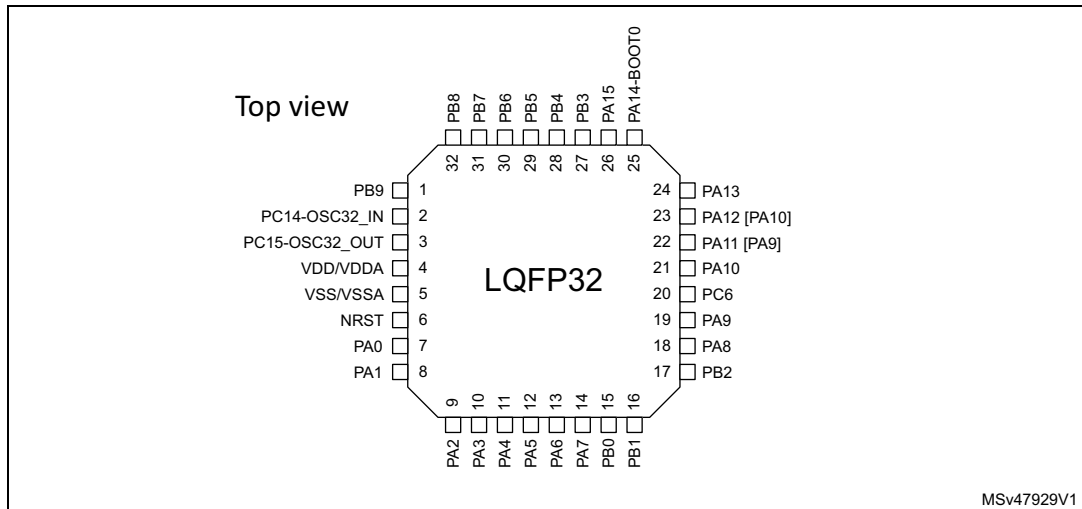 Top view
PB8
PB7
PB6
PB5
PB4
PB3
PA15
PA14-BOOT0
32
31
30
29
28
27
26
25
PB9 1
PC14-OSC32_IN 2
PC15-OSC32_OUT 3
VDD/VDDA 4
VSS/VSSA 5
NRST 6
PA0 7
PA1 8
LQFP32
24 PA13
23 PA12 [PA10]
22 PA11 [PA9]
21 PA10
20 PC6
19 PA9
18 PA8
17 PB2
9
10
11
12
13
14
15
16
PA2
PA3
PA4
PA5
PA6
PA7
PB0
PB1
MSv47929V1